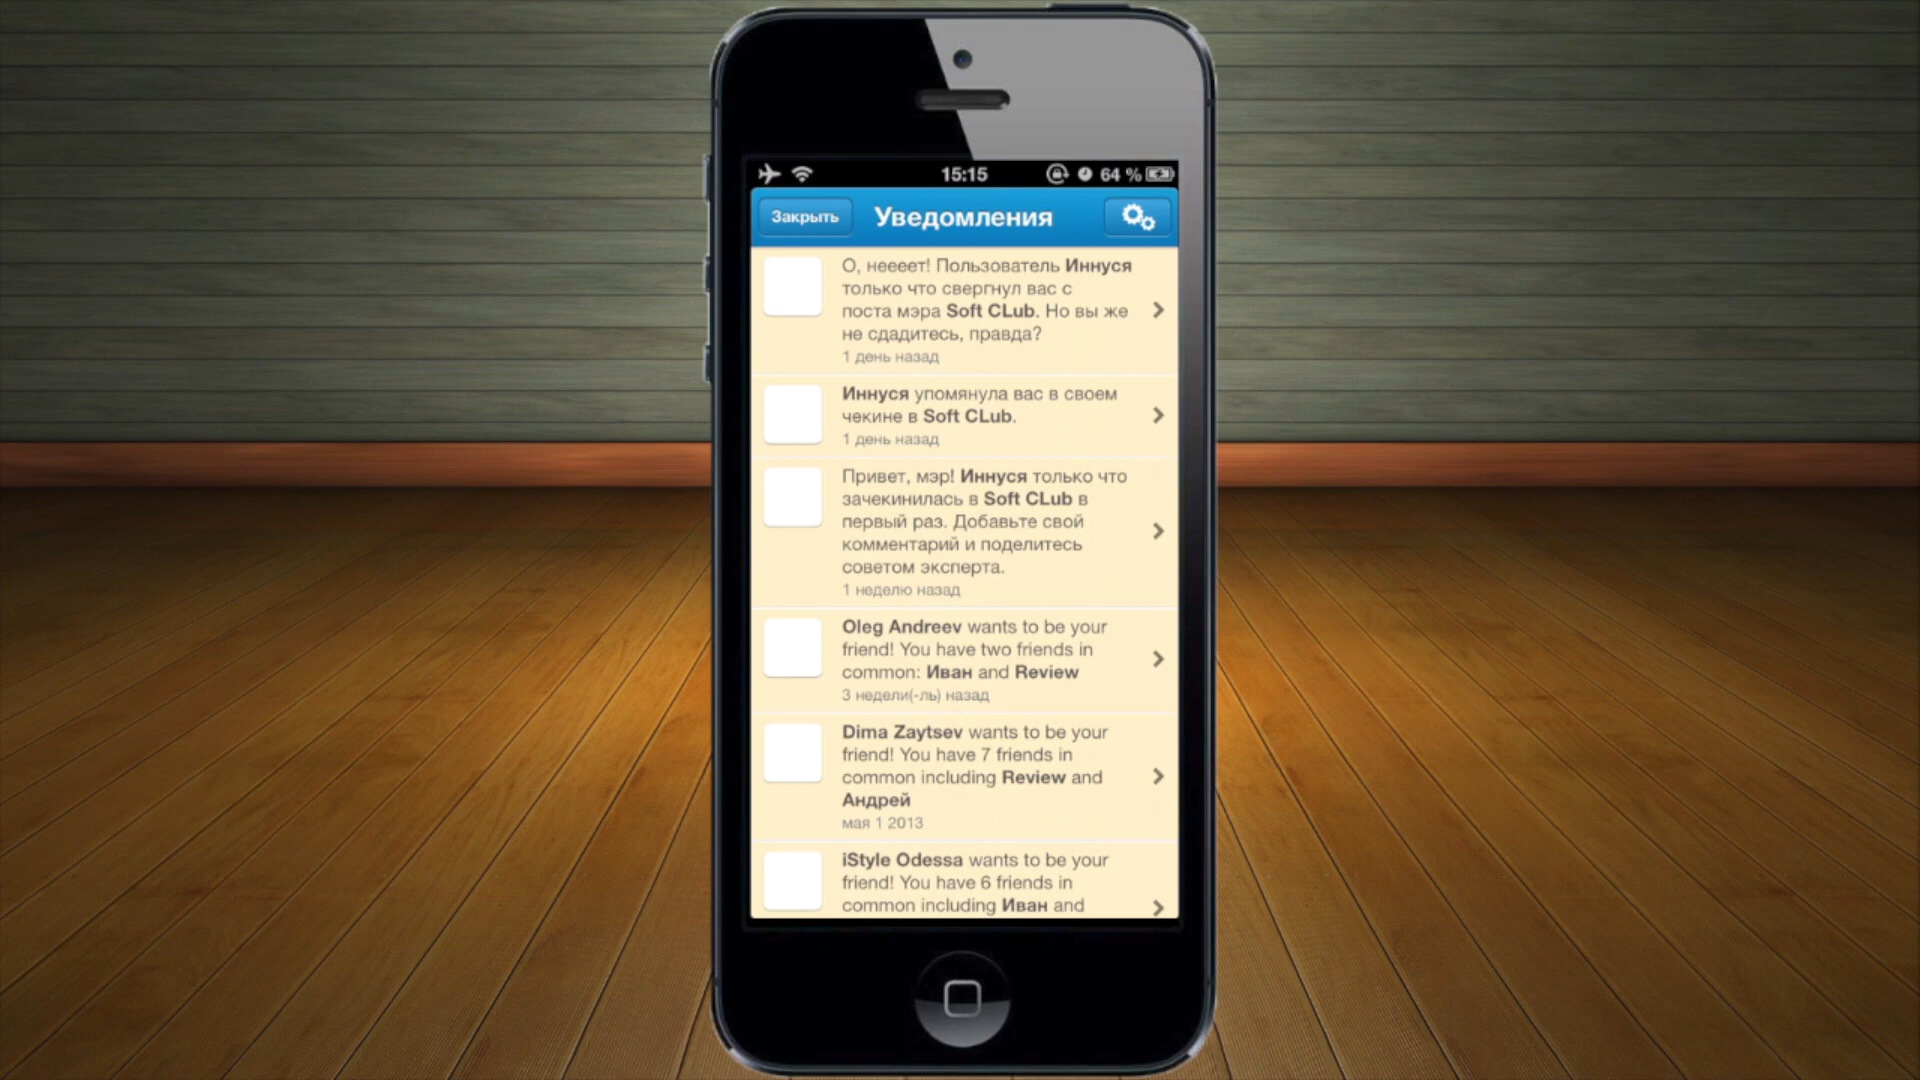 15:15
64 %
Закрыть
Уведомления
О, неееет! Пользователь Иннуся
только что свергнул вас с
поста мэра Soft CLub. Но вы же
не сдадитесь, правда?
1 день назад
Иннуся упомянула вас в своем
чекине в Soft CLub.
1 день назад
Привет, мэр! Иннуся только что
зачекинилась в Soft CLub в
первый раз. Добавьте свой
комментарий и поделитесь
советом эксперта.
1 неделю назад
Oleg Andreev wants to be your
friend! You have two friends in
common: Иван and Review
3 недели(-ль) назад
Dima Zaytsev wants to be your
friend! You have 7 friends in
common including Review and
Андрей
мая 1 2013
iStyle Odessa wants to be your
friend! You have 6 friends in
common including Иван and